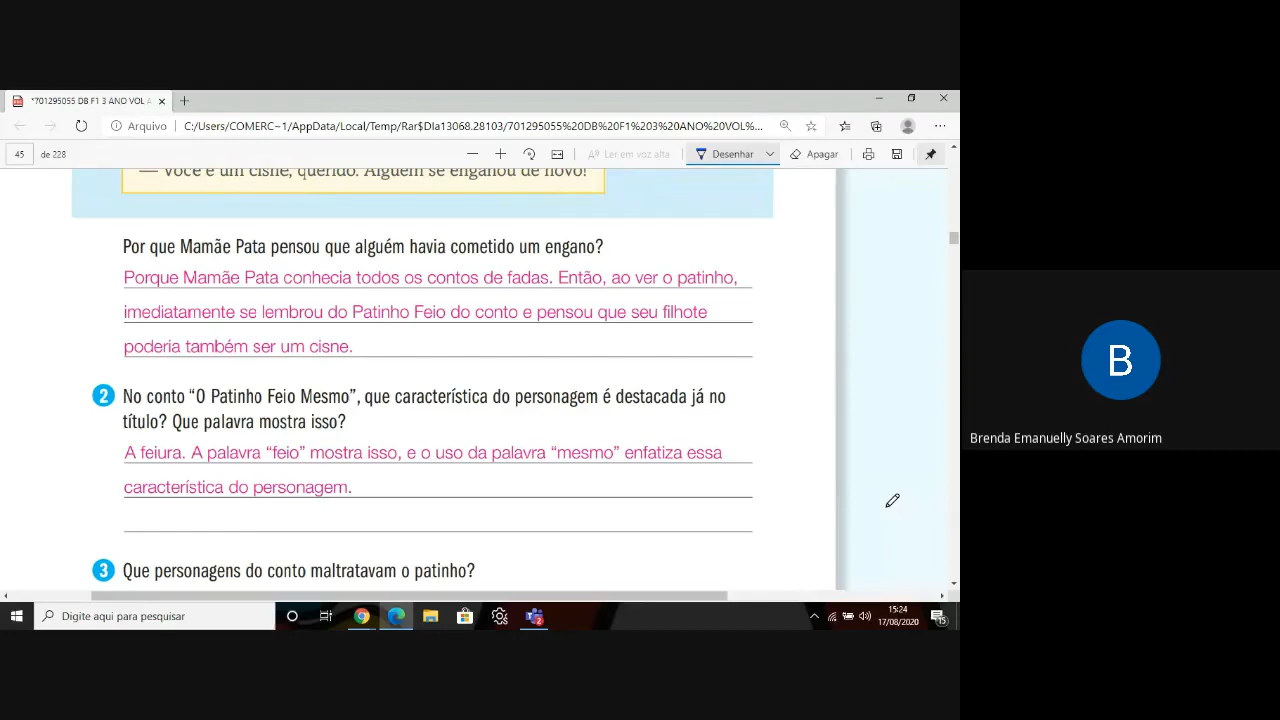 *701295055 DB F1 3 ANO VOL A
Arquivo
C:/Users/COMERC~1/AppData/Local/Temp/Rar$DIa13068.28103/701295055%20DB%20F1%203%20ANO%20VOL%...
45 de 228
Ler em voz alta
Desenhar
Apagar
— Você é um cisne, querido. Alguém se enganou de novo!
Por que Mamãe Pata pensou que alguém havia cometido um engano?
Porque Mamãe Pata conhecia todos os contos de fadas. Então, ao ver o patinho,
imediatamente se lembrou do Patinho Feio do conto e pensou que seu filhote
poderia também ser um cisne.
2 No conto “O Patinho Feio Mesmo”, que característica do personagem é destacada já no
título? Que palavra mostra isso?
A feiura. A palavra “feio” mostra isso, e o uso da palavra “mesmo” enfatiza essa
característica do personagem.
3 Que personagens do conto maltratavam o patinho?
B
Brenda Emanuelly Soares Amorim
Digite aqui para pesquisar
2
15:24
17/08/2020
15